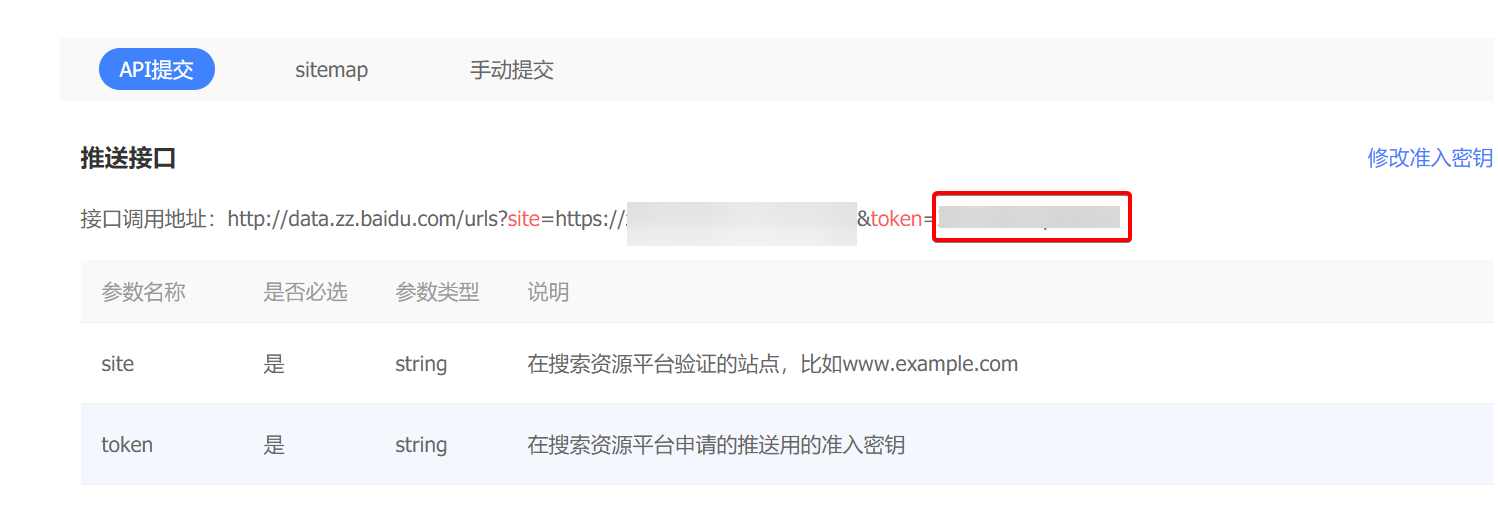 API提交 sitemap 手动提交
推送接口 修改准入密钥
接口调用地址：http://data.zz.baidu.com/urls?site=https:// &token=
参数名称 是否必选 参数类型 说明
site 是 string 在搜索资源平台验证的站点，比如www.example.com
token 是 string 在搜索资源平台申请的推送用的准入密钥